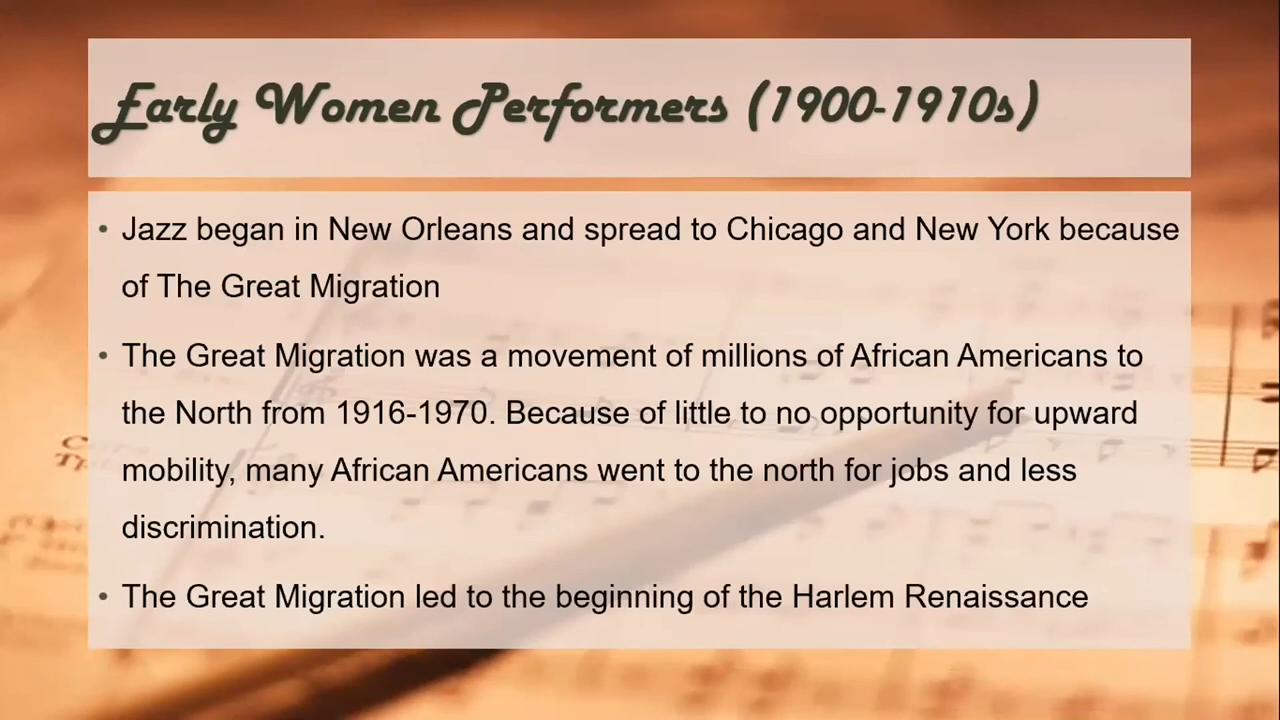 Early Women Performers (1900-1910s)
• Jazz began in New Orleans and spread to Chicago and New York because
of The Great Migration
• The Great Migration was a movement of millions of African Americans to
the North from 1916-1970. Because of little to no opportunity for upward
mobility, many African Americans went to the north for jobs and less
discrimination.
• The Great Migration led to the beginning of the Harlem Renaissance